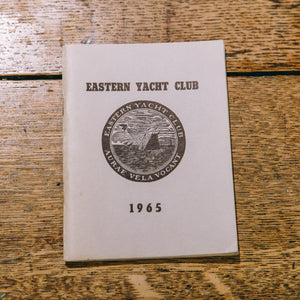 EASTERN YACHT CLUB
EASTERN YACHT CLUB
AURAE VELA VOCANT
1965